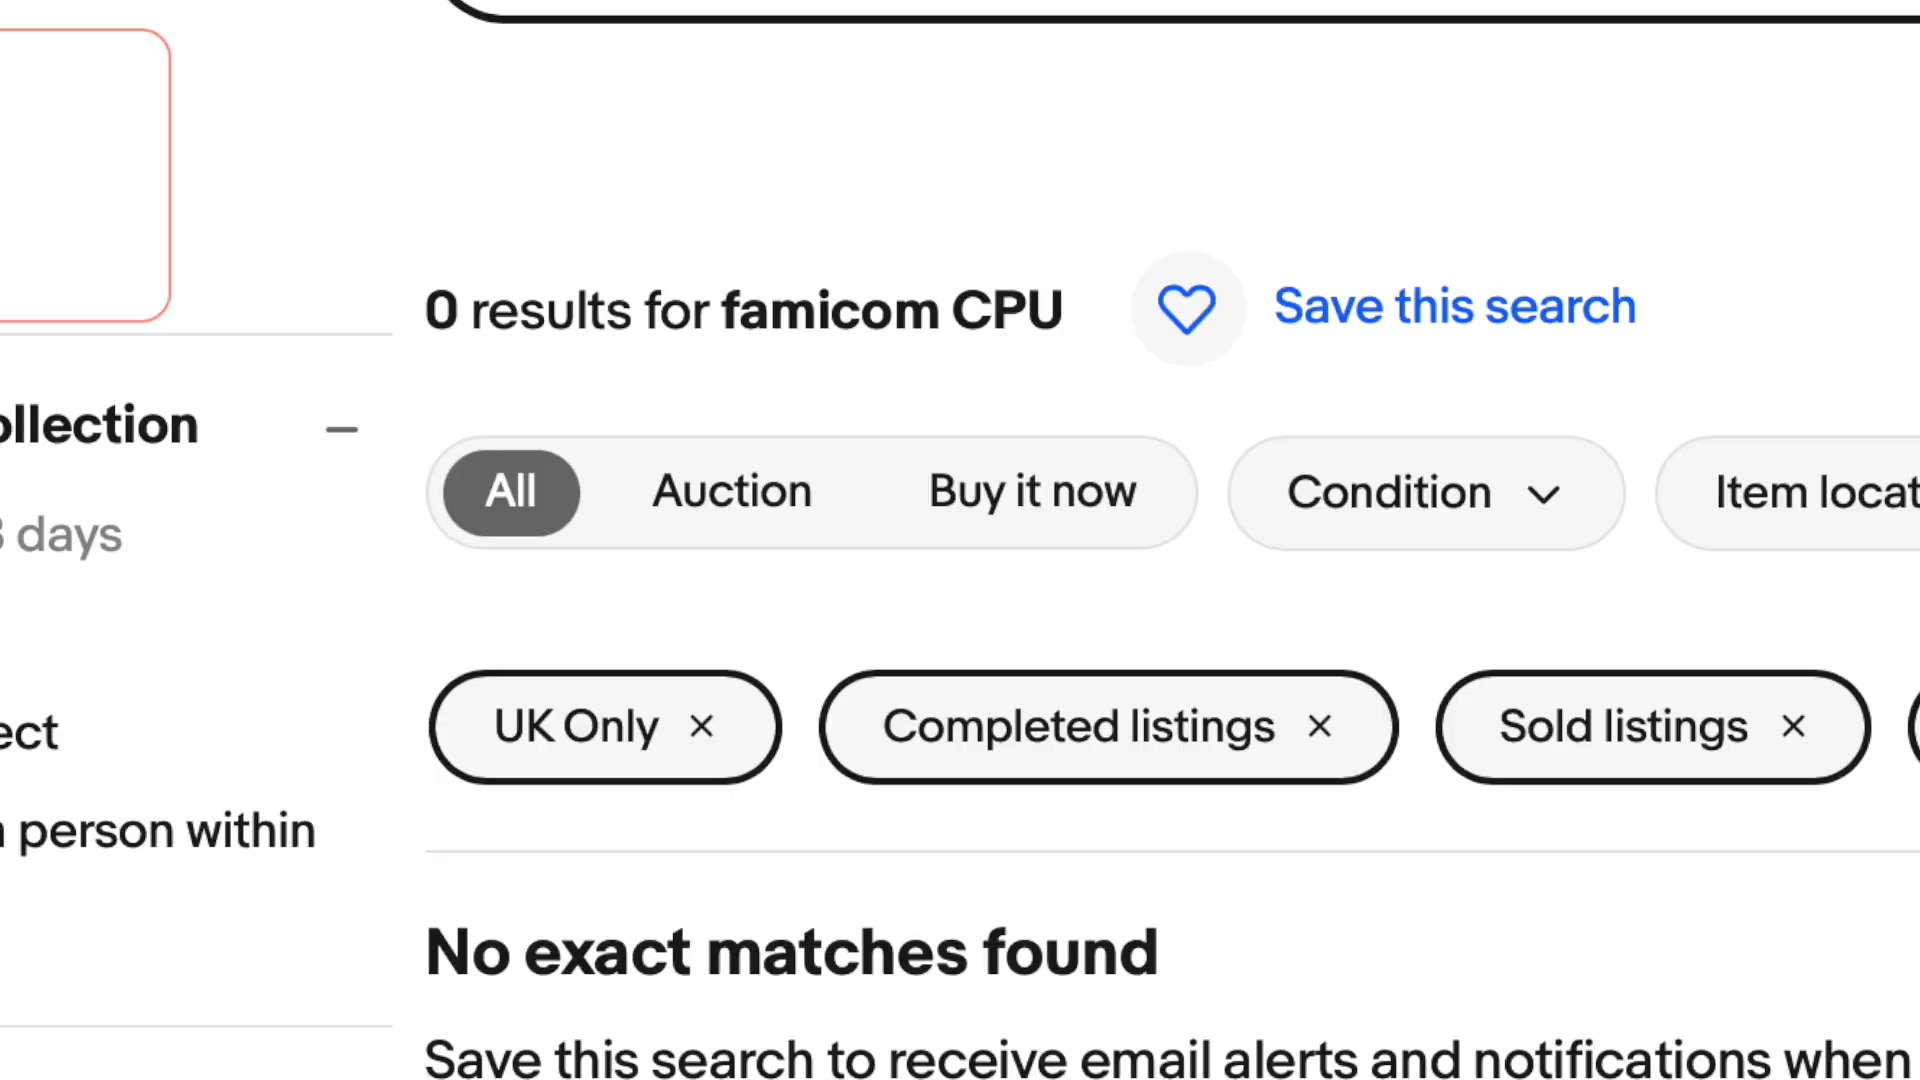 0 results for famicom CPU
Save this search
ollection
All
Auction
Buy it now
Condition
Item locat
days
UK Only ×
Completed listings ×
Sold listings ×
ect
person within
No exact matches found
Save this search to receive email alerts and notifications when